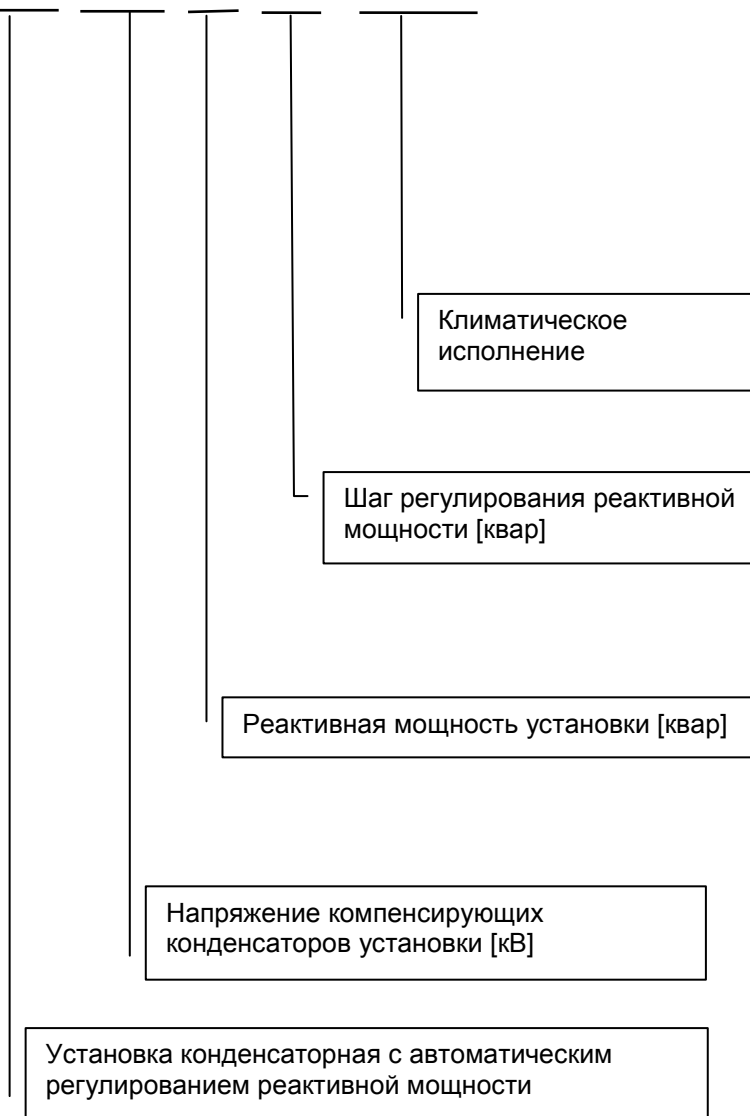 Климатическое
исполнение
Шаг регулирования реактивной
мощности [квар]
Реактивная мощность установки [квар]
Напряжение компенсирующих
конденсаторов установки [кВ]
Установка конденсаторная с автоматическим
регулированием реактивной мощности